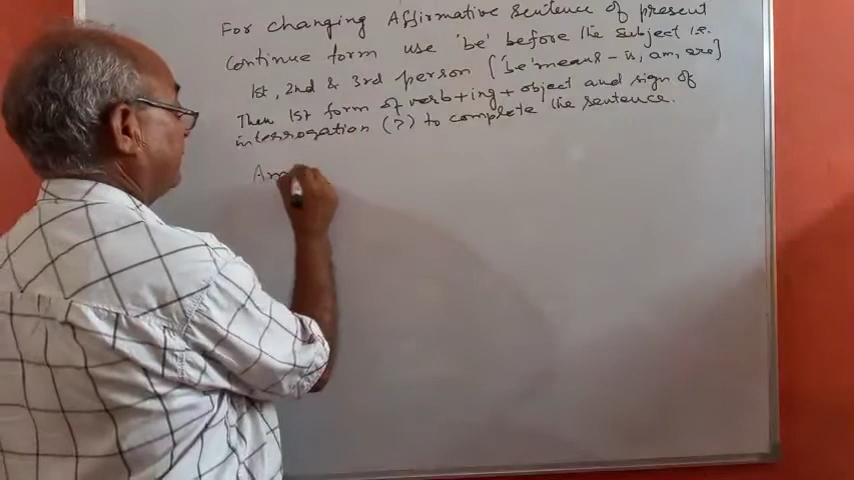 For changing Affirmative sentence of present
Continue form use 'be' before the subject i.e.
1st, 2nd & 3rd person ['be' means - is, am, are]
Then 1st form of verb+ing+object and sign of
interrogation (?) to complete the sentence.
Am